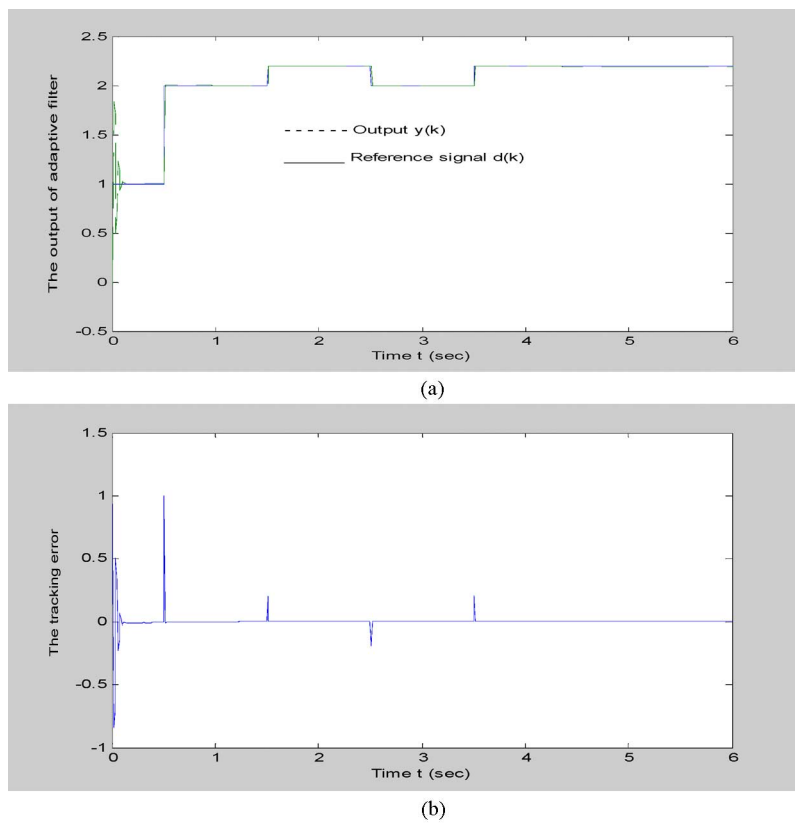 2.5
2
1.5
1
0.5
0
-0.5
The output of adaptive filter
Output y(k)
Reference signal d(k)
0 1 2 3 4 5 6
Time t (sec)
(a)
1.5
1
0.5
0
-0.5
-1
The tracking error
0 1 2 3 4 5 6
Time t (sec)
(b)